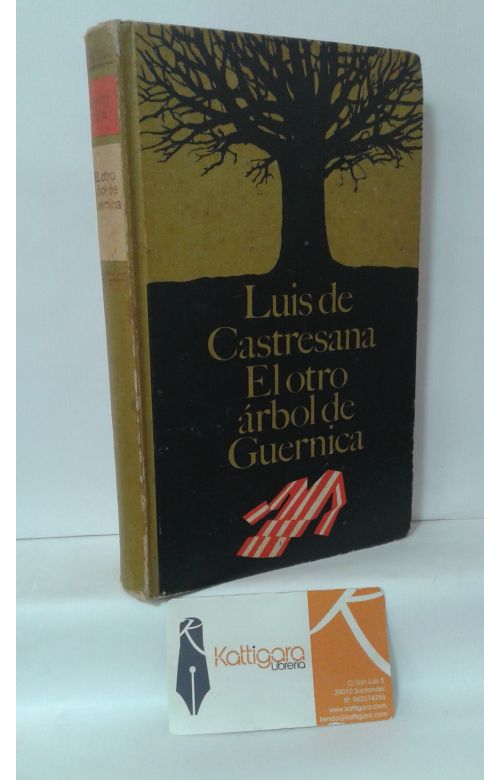 El otro
árbol de
Guernica
Luis de
Castresana
El otro
árbol de
Guernica
K
Kattigara
Librería
C/ San Luis 5
39010 Santander
942074286
www.kattigara.com
tienda@kattigara.com